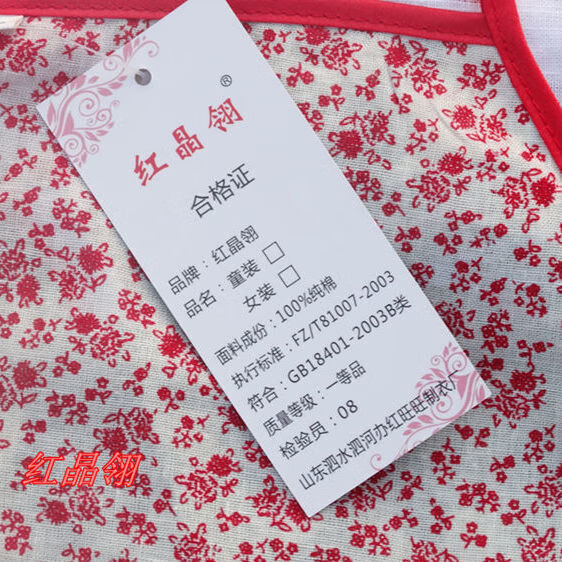 红晶翎®
合格证
品牌：红晶翎
品名：童装□
女装□
面料成份：100%纯棉
执行标准：FZ/T81007-2003
符合：GB18401-2003B类
质量等级：一等品
检验员：08
山东泗水泗河办红旺旺制衣厂
红晶翎